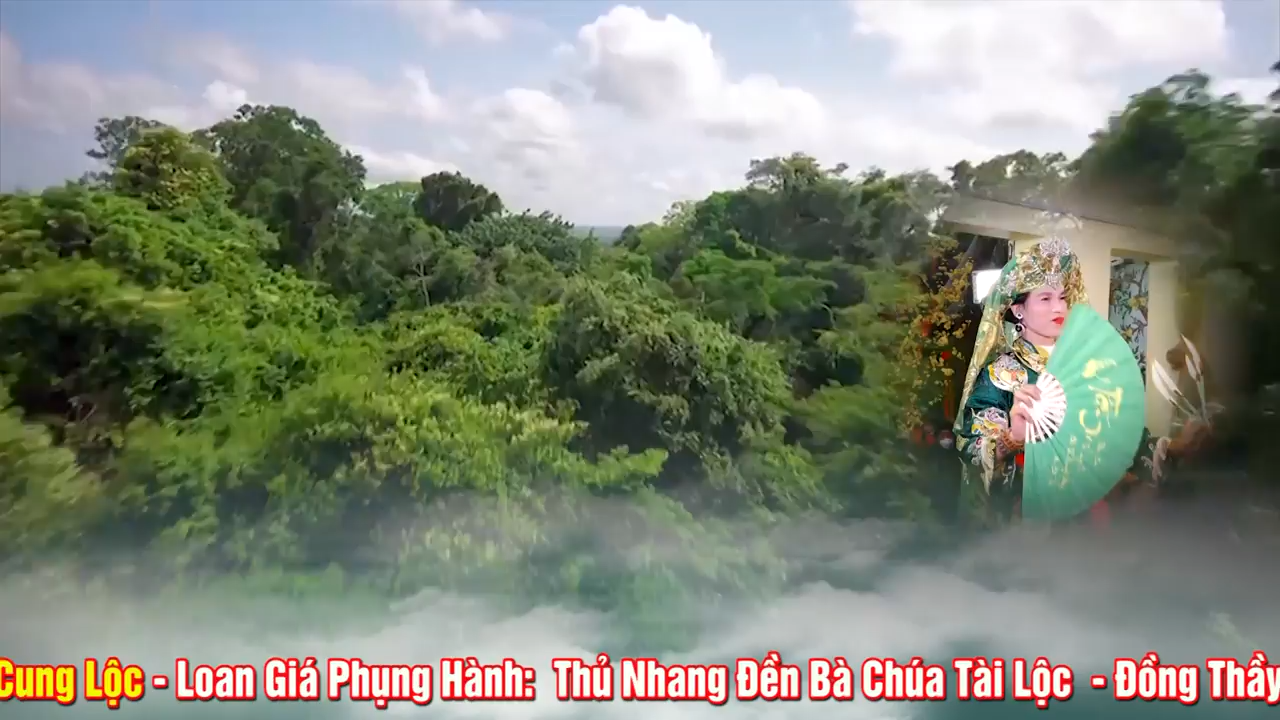 Cung Lộc - Loan Giá Phụng Hành: Thủ Nhang Đền Bà Chúa Tài Lộc - Đồng Thầy